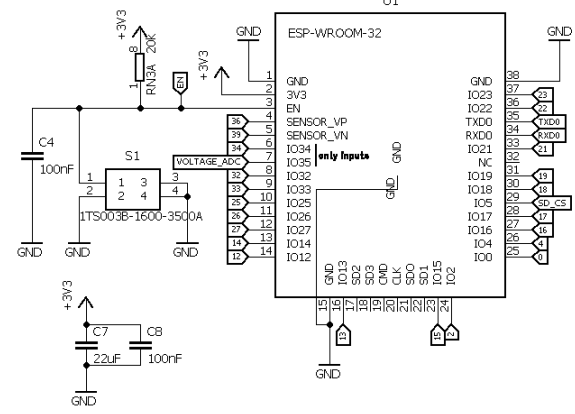 U1
+3V3
20K
RN3A
8
1
GND
ESP-WROOM-32
GND
+3V3
EN
1
2
3
4
5
6
7
8
9
10
11
12
13
14
GND
3V3
EN
SENSOR_VP
SENSOR_VN
IO34
IO35
IO32
IO33
IO25
IO26
IO27
IO14
IO12
only inputs
GND
GND
GND
IO23
IO22
TXD0
RXD0
IO21
NC
IO19
IO18
IO5
IO17
IO16
IO4
IO0
38
37
36
35
34
33
32
31
30
29
28
27
26
25
23
22
TXD0
RXD0
21
19
18
SD_CS
17
16
4
0
36
39
34
VOLTAGE_ADC
32
33
25
26
27
14
12
C4
100nF
S1
1
2
1 3
2 4
3
4
1TS003B-1600-3500A
GND
GND
GND
GND
IO13
SD2
SD3
CMD
CLK
SD0
SD1
IO15
IO2
15
16
17
18
19
20
21
22
23
24
13
15
2
GND
+3V3
C7
22uF
C8
100nF
GND